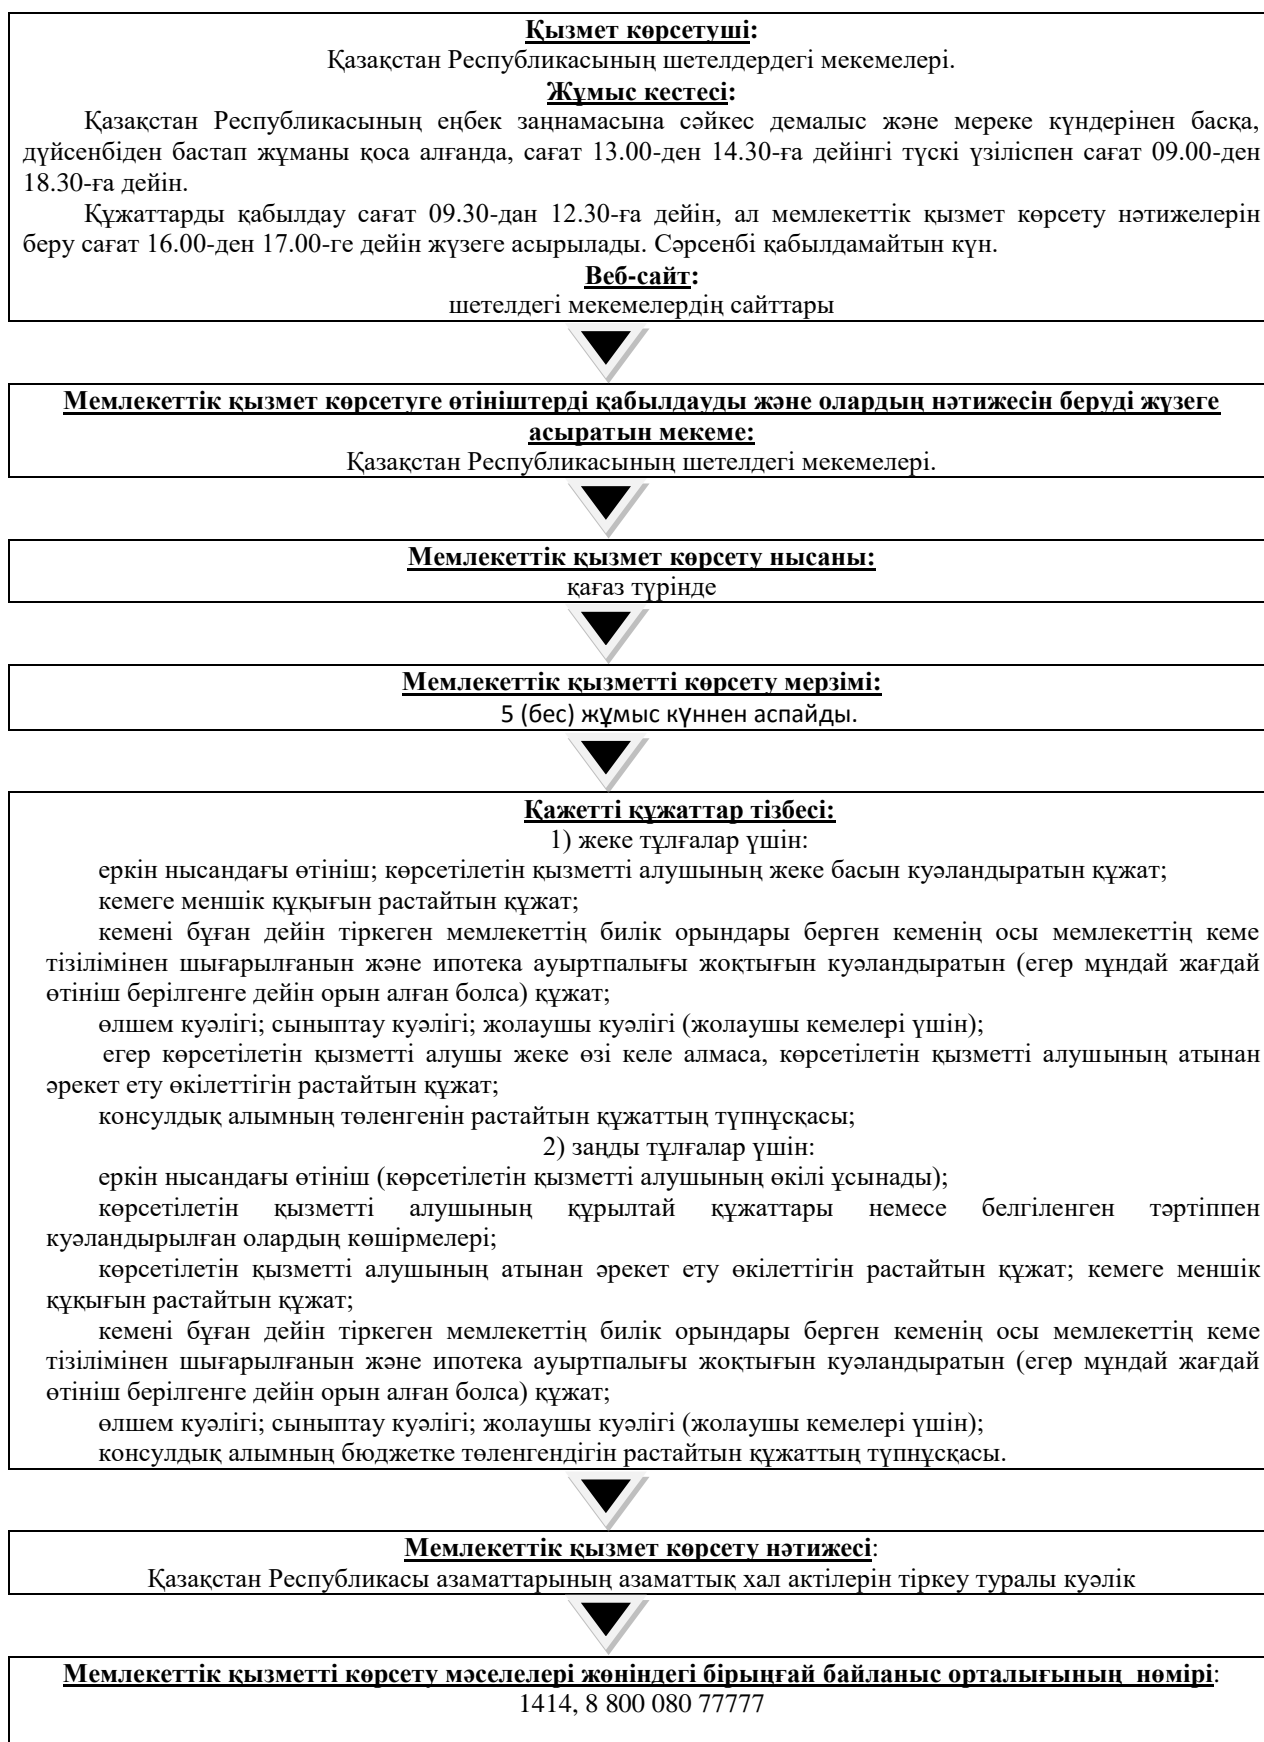 Қызмет көрсетуші:
Қазақстан Республикасының шетелдердегі мекемелері.
Жұмыс кестесі:
Қазақстан Республикасының еңбек заңнамасына сәйкес демалыс және мереке күндерінен басқа,
дүйсенбіден бастап жұманы қоса алғанда, сағат 13.00-ден 14.30-ға дейінгі түскі үзіліспен сағат 09.00-ден
18.30-ға дейін.
Құжаттарды қабылдау сағат 09.30-дан 12.30-ға дейін, ал мемлекеттік қызмет көрсету нәтижелерін
беру сағат 16.00-ден 17.00-ге дейін жүзеге асырылады. Сәрсенбі қабылдамайтын күн.
Веб-сайт:
шетелдегі мекемелердің сайттары
Мемлекеттік қызмет көрсетуге өтініштерді қабылдауды және олардың нәтижесін беруді жүзеге
асыратын мекеме:
Қазақстан Республикасының шетелдегі мекемелері.
Мемлекеттік қызмет көрсету нысаны:
қағаз түрінде
Мемлекеттік қызметті көрсету мерзімі:
5 (бес) жұмыс күннен аспайды.
Қажетті құжаттар тізбесі:
1) жеке тұлғалар үшін:
еркін нысандағы өтініш; көрсетілетін қызметті алушының жеке басын куәландыратын құжат;
кемеге меншік құқығын растайтын құжат;
кемені бұған дейін тіркеген мемлекеттің билік орындары берген кеменің осы мемлекеттің кеме
тізілімінен шығарылғанын және ипотека ауыртпалығы жоқтығын куәландыратын (егер мұндай жағдай
өтініш берілгенге дейін орын алған болса) құжат;
өлшем куәлігі; сыныптау куәлігі; жолаушы куәлігі (жолаушы кемелері үшін);
егер көрсетілетін қызметті алушы жеке өзі келе алмаса, көрсетілетін қызметті алушының атынан
әрекет ету өкілеттігін растайтын құжат;
консулдық алымның төленгенін растайтын құжаттың түпнұсқасы;
2) заңды тұлғалар үшін:
еркін нысандағы өтініш (көрсетілетін қызметті алушының өкілі ұсынады);
көрсетілетін қызметті алушының құрылтай құжаттары немесе белгіленген тәртіппен
куәландырылған олардың көшірмелері;
көрсетілетін қызметті алушының атынан әрекет ету өкілеттігін растайтын құжат; кемеге меншік
құқығын растайтын құжат;
кемені бұған дейін тіркеген мемлекеттің билік орындары берген кеменің осы мемлекеттің кеме
тізілімінен шығарылғанын және ипотека ауыртпалығы жоқтығын куәландыратын (егер мұндай жағдай
өтініш берілгенге дейін орын алған болса) құжат;
өлшем куәлігі; сыныптау куәлігі; жолаушы куәлігі (жолаушы кемелері үшін);
консулдық алымның бюджетке төленгендігін растайтын құжаттың түпнұсқасы.
Мемлекеттік қызмет көрсету нәтижесі:
Қазақстан Республикасы азаматтарының азаматтық хал актілерін тіркеу туралы куәлік
Мемлекеттік қызметті көрсету мәселелері жөніндегі бірыңғай байланыс орталығының нөмірі:
1414, 8 800 080 77777